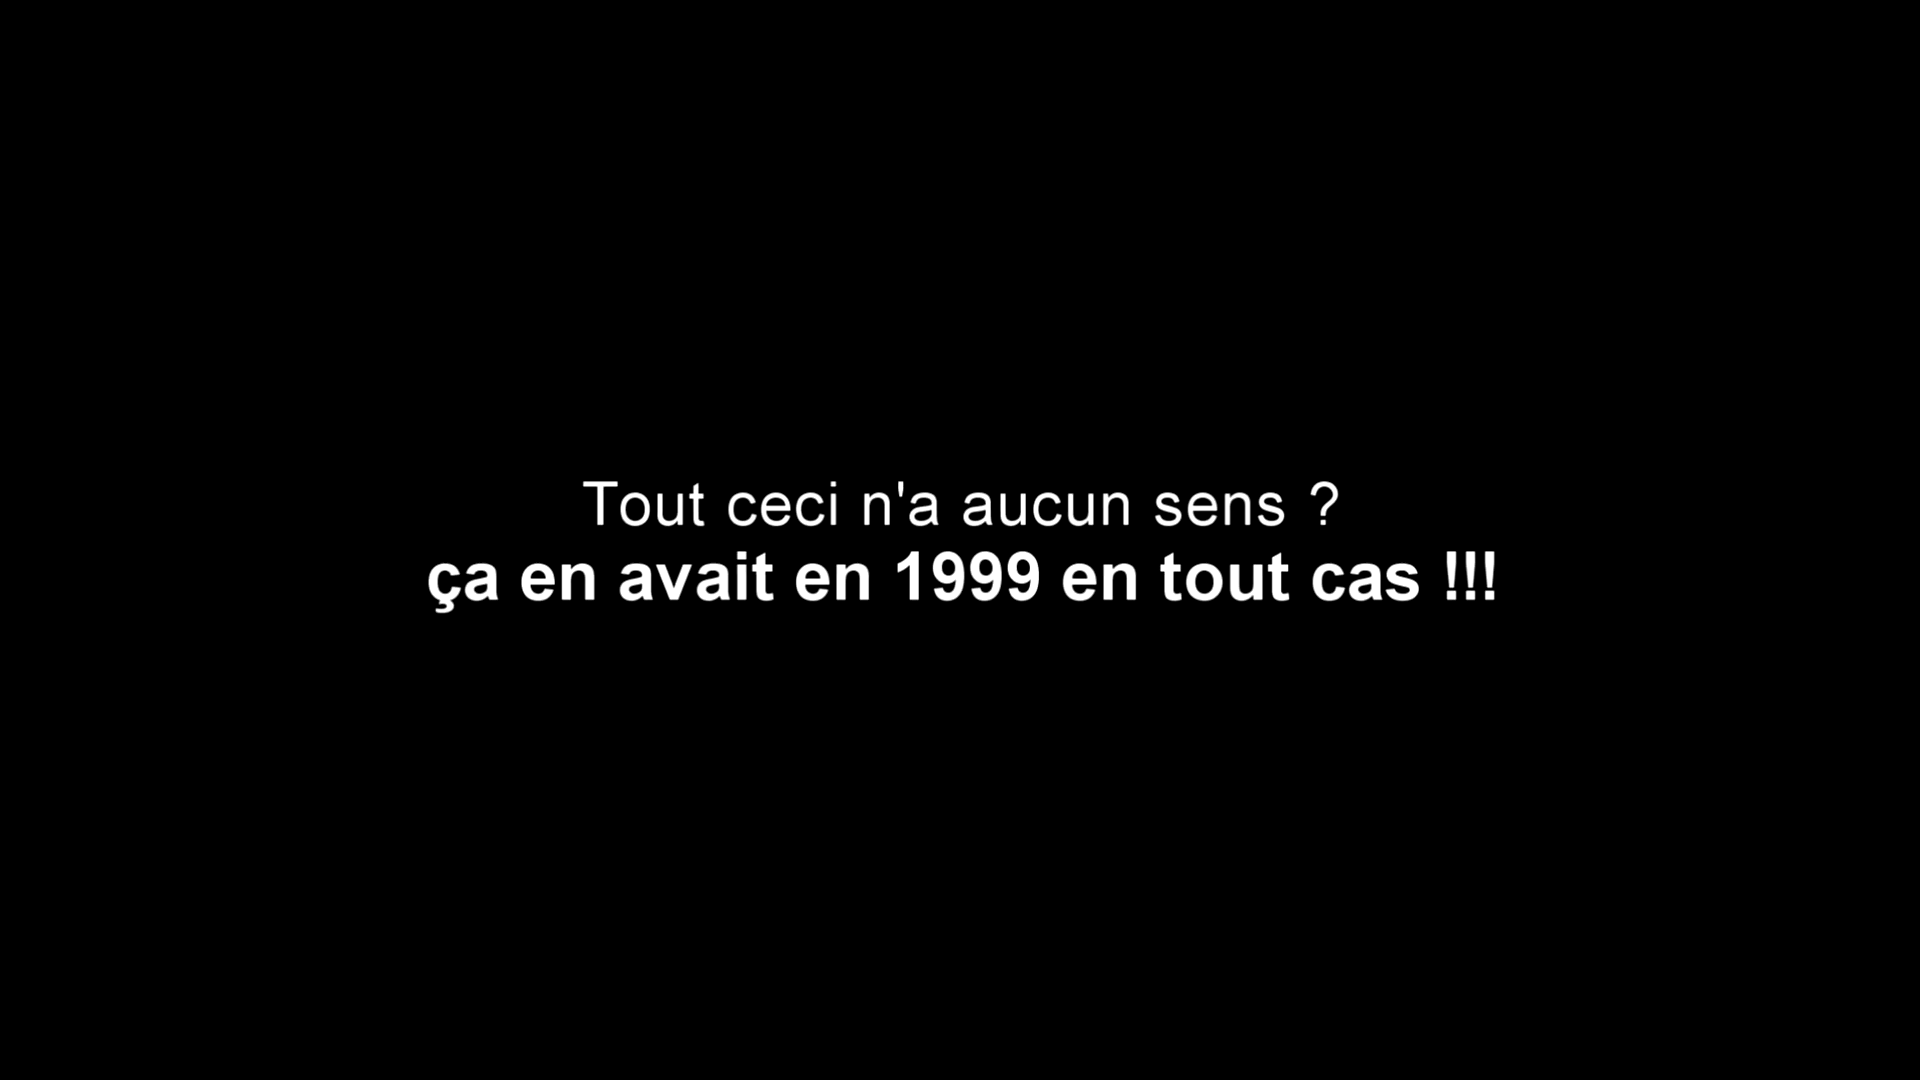 Tout ceci n'a aucun sens ?
ça en avait en 1999 en tout cas !!!